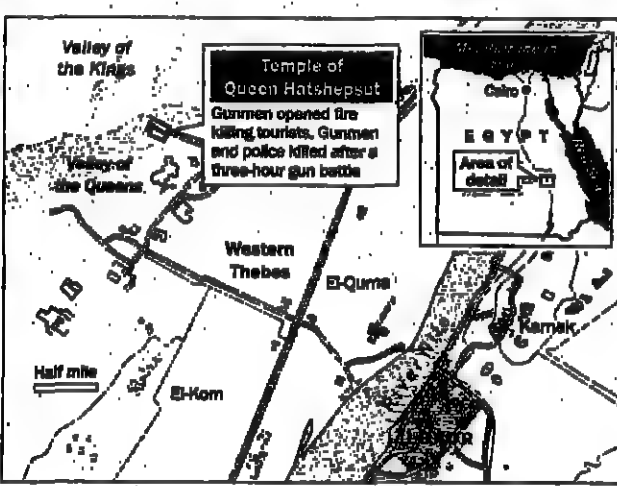 Valley of
the Kings
Temple of
Queen Hatshepsut
Gunmen opened fire
killing tourists. Gunmen
and police killed after a
three-hour gun battle
Cairo
EGYPT
Area of
detail
Valley of
the Queens
Western
Thebes
El-Qurna
Karnak
Half mile
El-Kom
LUXOR